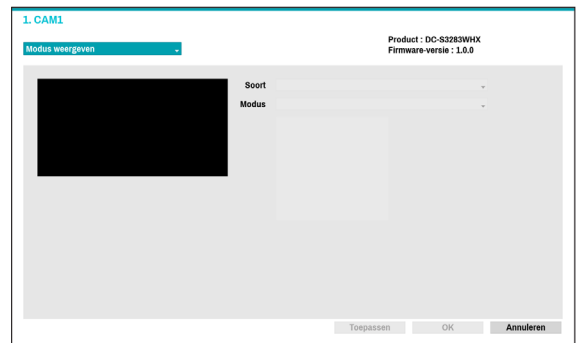 1. CAM1
Product : DC-S3283WHX
Modus weergeven
Firmware-versie : 1.0.0
Soort
Modus
Toepassen OK Annuleren